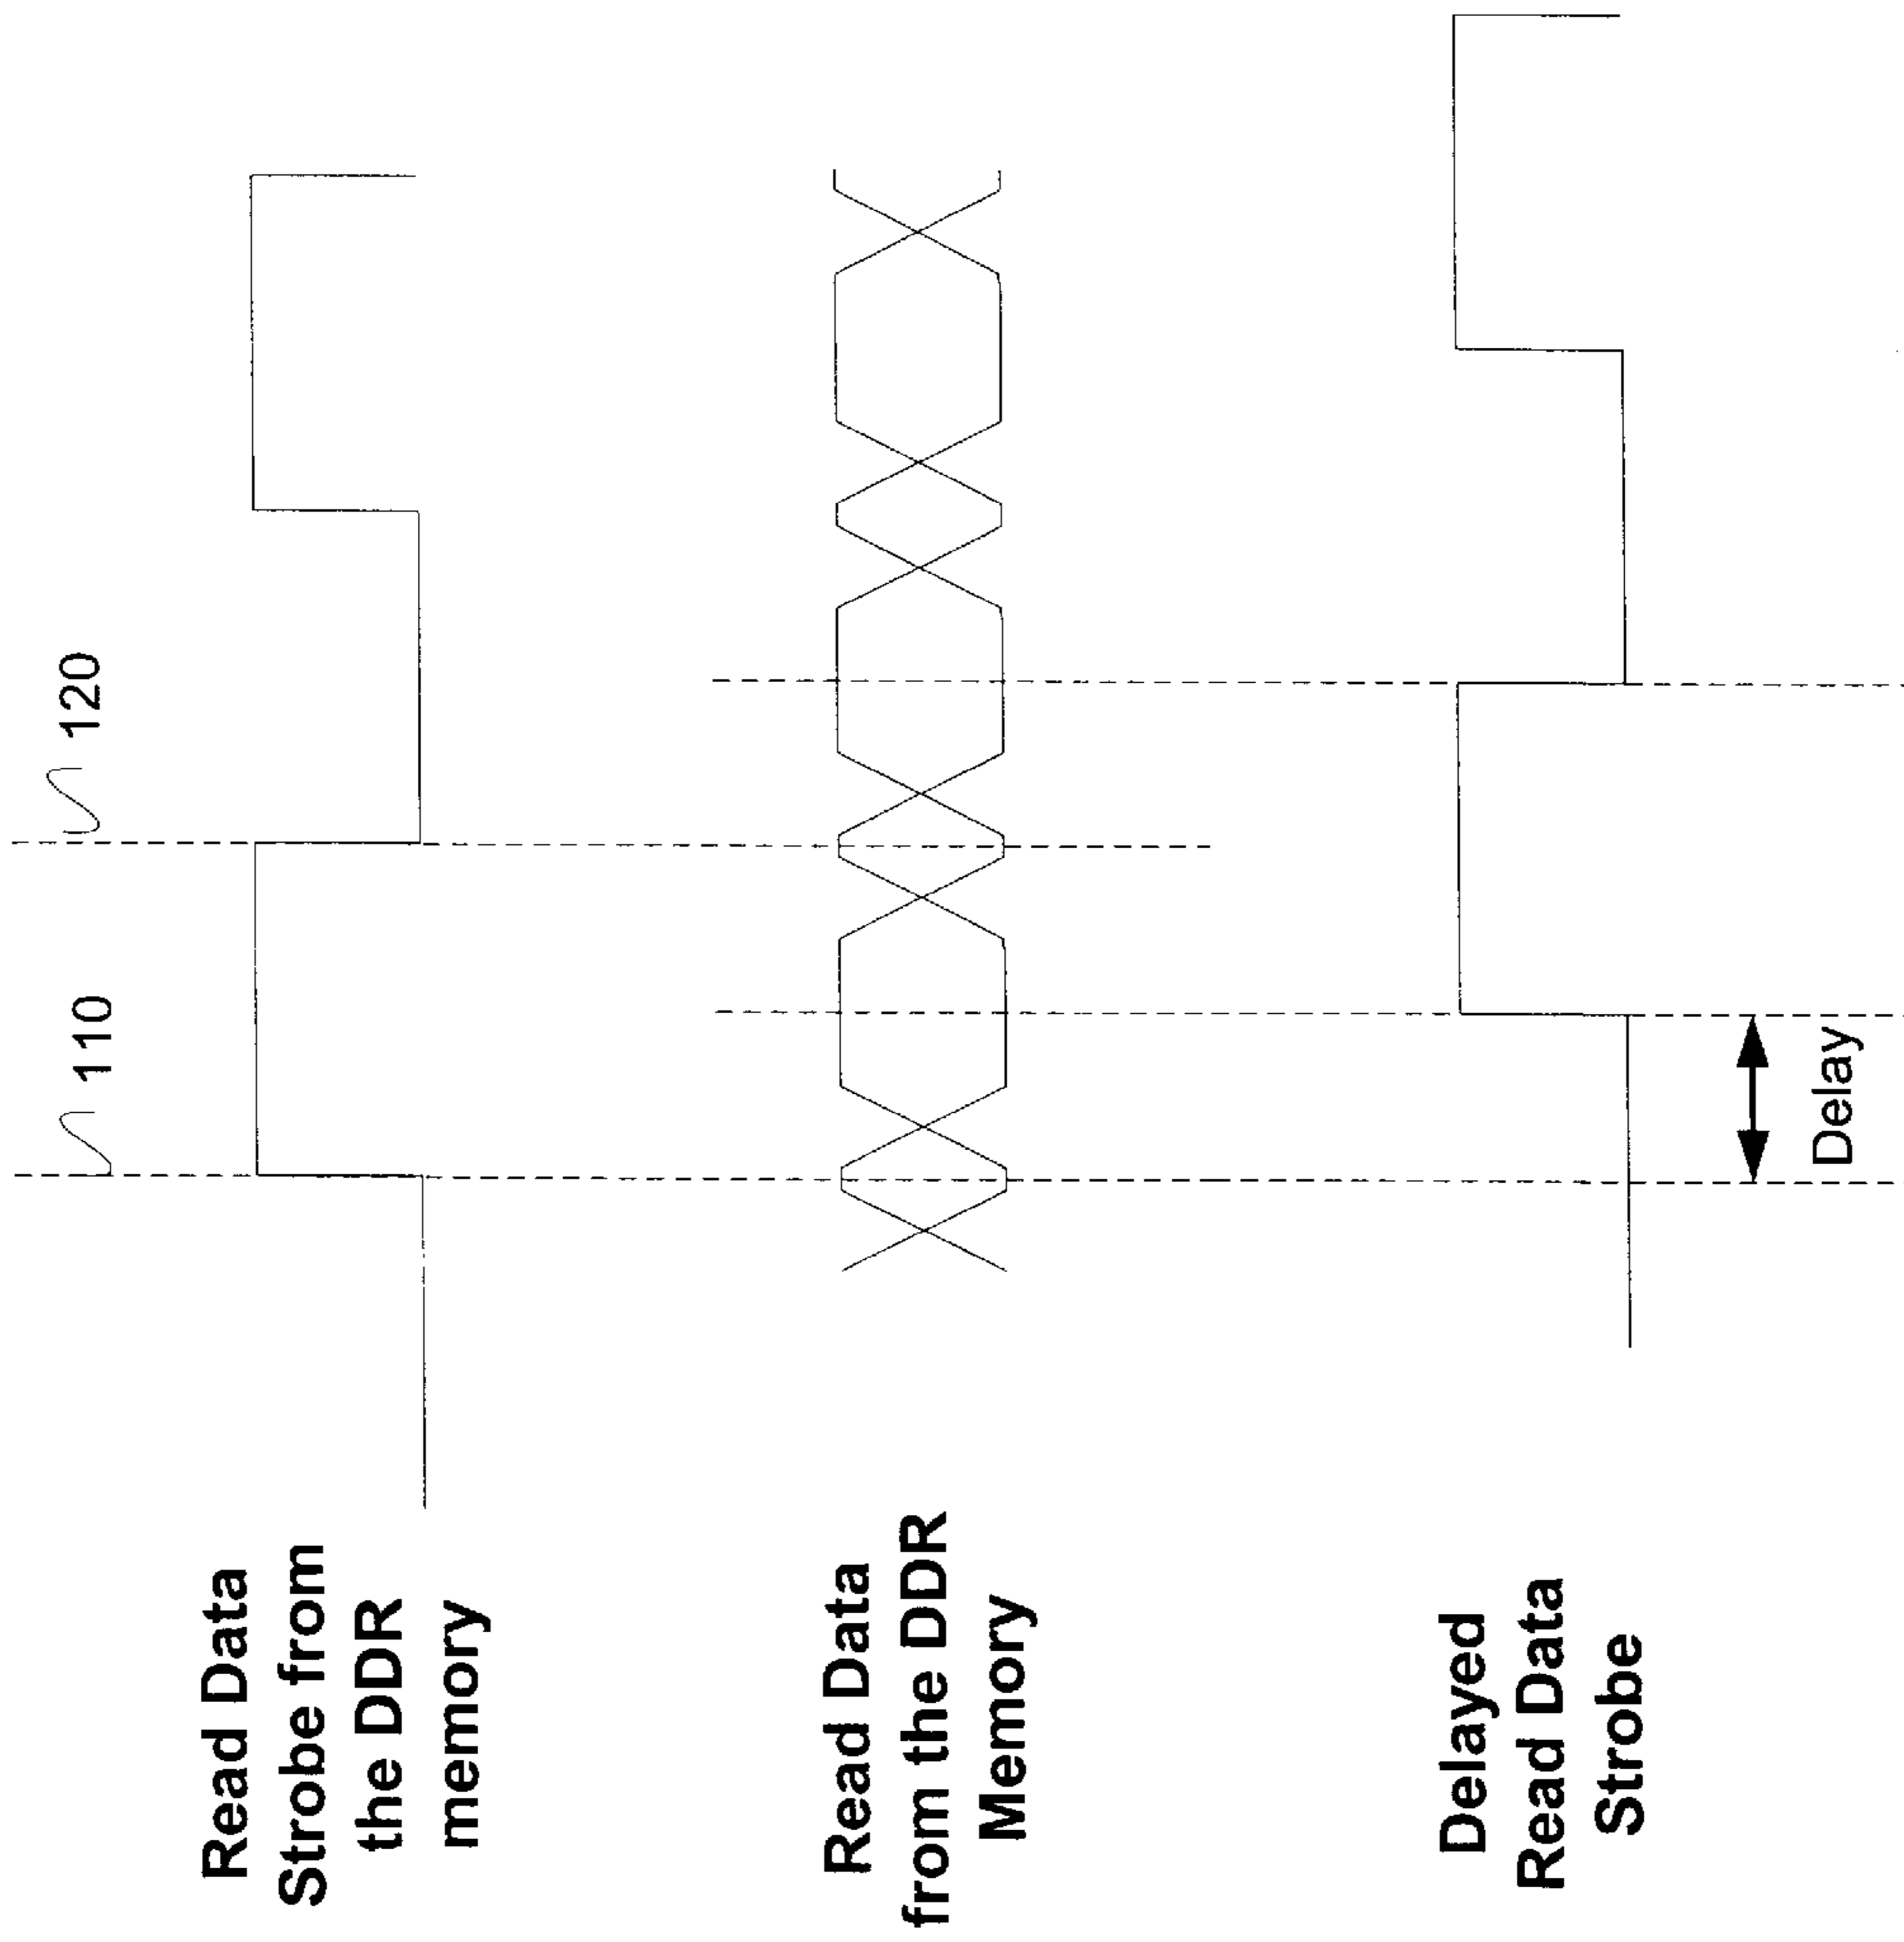 110
120
Read Data
Strobe from
the DDR
memory
Read Data
from the DDR
Memory
Delayed
Read Data
Strobe
Delay